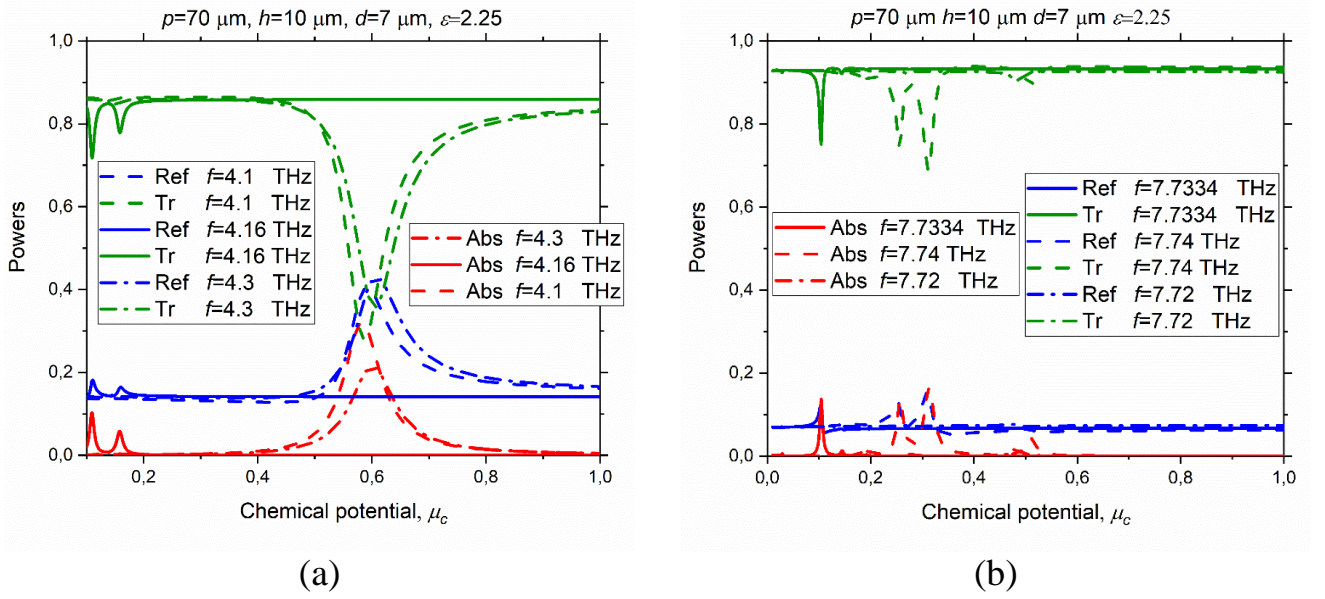 p=70 μm, h=10 μm, d=7 μm, ε=2.25
1,0
0,8
0,6
0,4
0,2
0,0
Powers
Ref f=4.1 THz
Tr f=4.1 THz
Ref f=4.16 THz
Tr f=4.16 THz
Ref f=4.3 THz
Tr f=4.3 THz
Abs f=4.3 THz
Abs f=4.16 THz
Abs f=4.1 THz
0,2 0,4 0,6 0,8 1,0
Chemical potential, μc
(a)
p=70 μm h=10 μm d=7 μm ε=2.25
1,0
0,8
0,6
0,4
0,2
0,0
Powers
Abs f=7.7334 THz
Abs f=7.74 THz
Abs f=7.72 THz
Ref f=7.7334 THz
Tr f=7.7334 THz
Ref f=7.74 THz
Tr f=7.74 THz
Ref f=7.72 THz
Tr f=7.72 THz
0,0 0,2 0,4 0,6 0,8 1,0
Chemical potential, μc
(b)